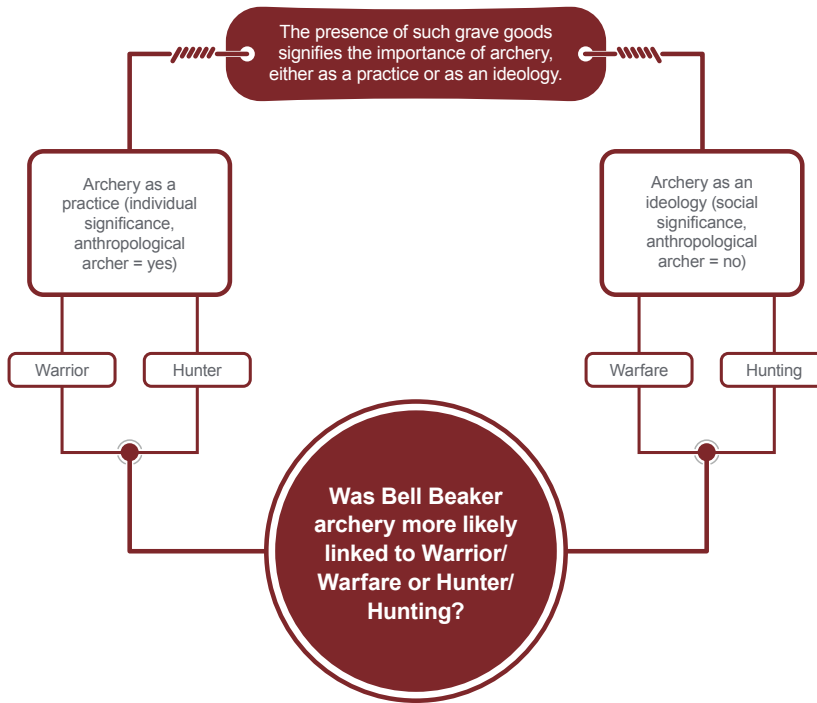 The presence of such grave goods
signifies the importance of archery,
either as a practice or as an ideology.
Archery as a
practice (individual
significance,
anthropological
archer = yes)
Archery as an
ideology (social
significance,
anthropological
archer = no)
Warrior
Hunter
Warfare
Hunting
Was Bell Beaker
archery more likely
linked to Warrior/
Warfare or Hunter/
Hunting?